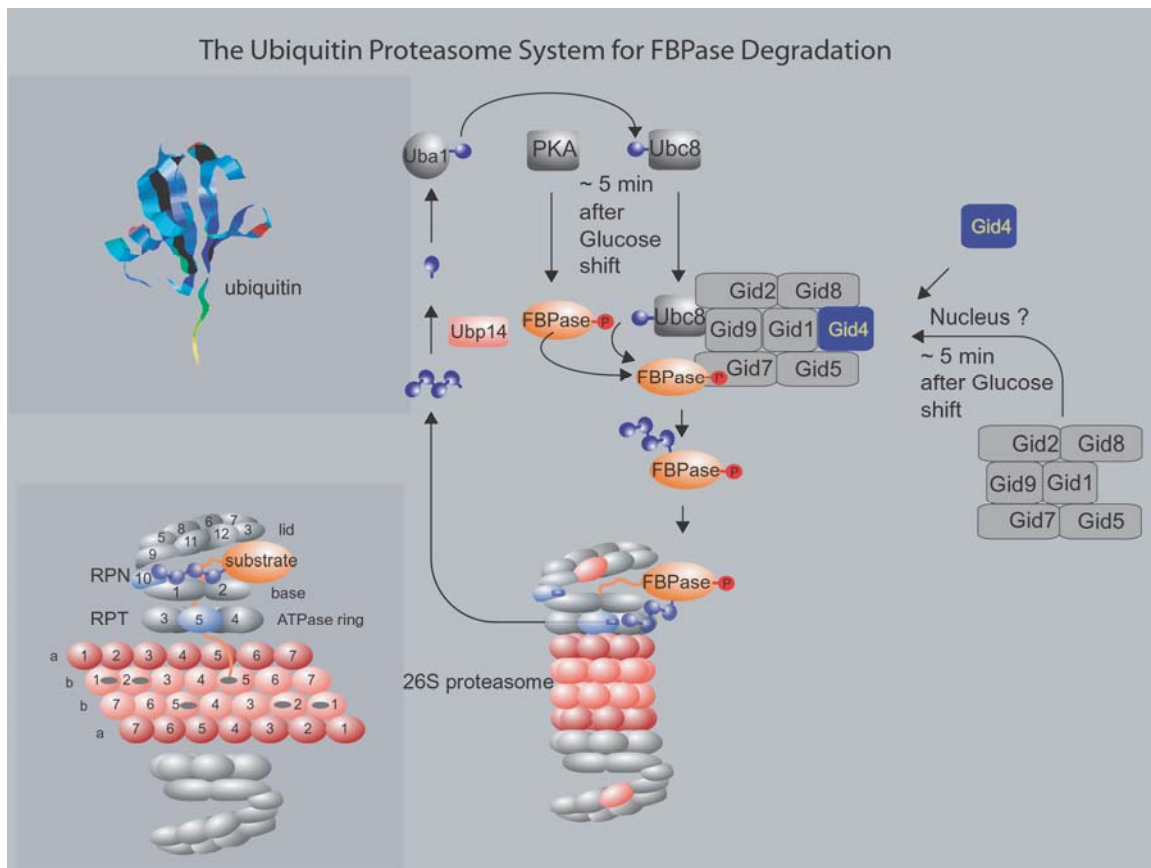 The Ubiquitin Proteasome System for FBPase Degradation
ubiquitin
Uba1
PKA
Ubc8
~ 5 min
after
Glucose
shift
Gid4
FBPase
P
Ubc8
Gid2
Gid8
Gid9
Gid1
Gid4
Gid7
Gid5
Ubp14
FBPase
P
Nucleus ?
~ 5 min
after Glucose
shift
Gid2
Gid8
Gid9
Gid1
Gid7
Gid5
FBPase
P
FBPase
P
26S proteasome
5 8 6 7
9 11 12 3
lid
substrate
RPN
10
1 2
base
RPT
3 5 4
ATPase ring
a
1 2 3 4 5 6 7
b
1 2 3 4 5 6 7
b
7 6 5 4 3 2 1
a
7 6 5 4 3 2 1